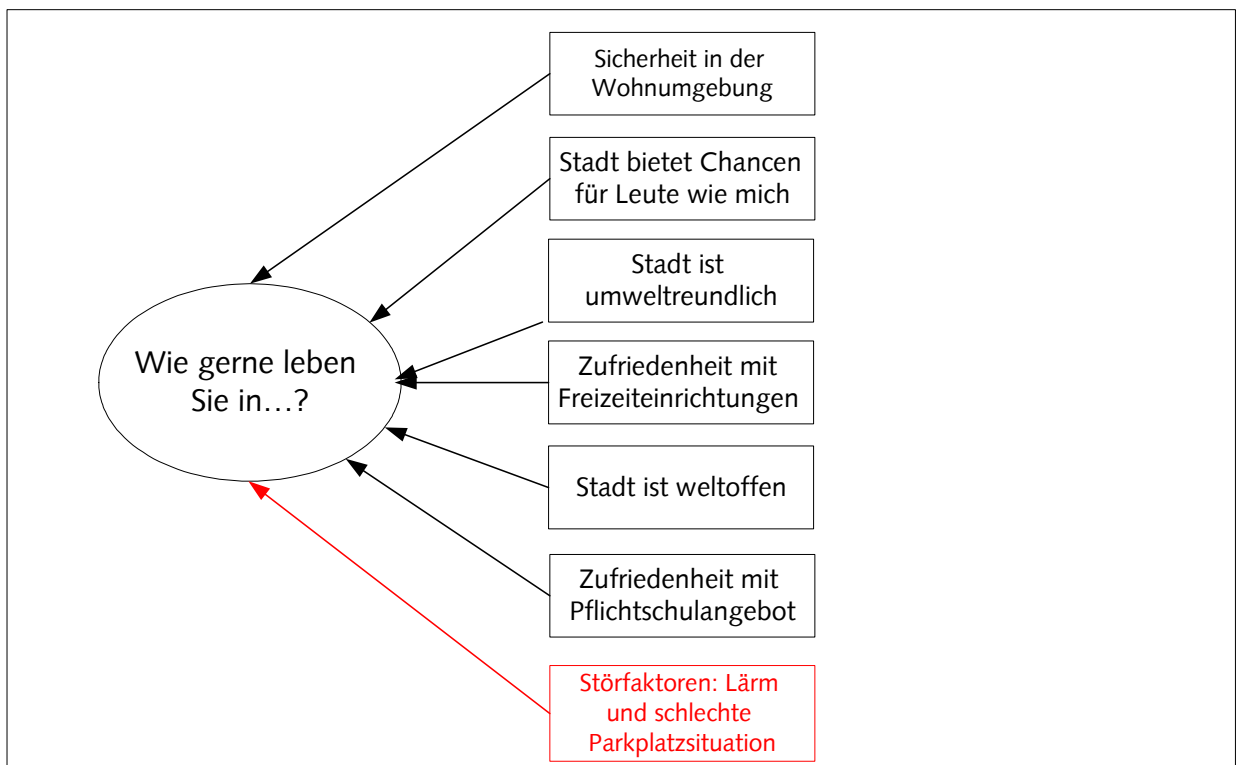 Sicherheit in der
Wohnumgebung
Stadt bietet Chancen
für Leute wie mich
Stadt ist
umweltreundlich
Wie gerne leben
Sie in…?
Zufriedenheit mit
Freizeiteinrichtungen
Stadt ist weltoffen
Zufriedenheit mit
Pflichtschulangebot
Störfaktoren: Lärm
und schlechte
Parkplatzsituation